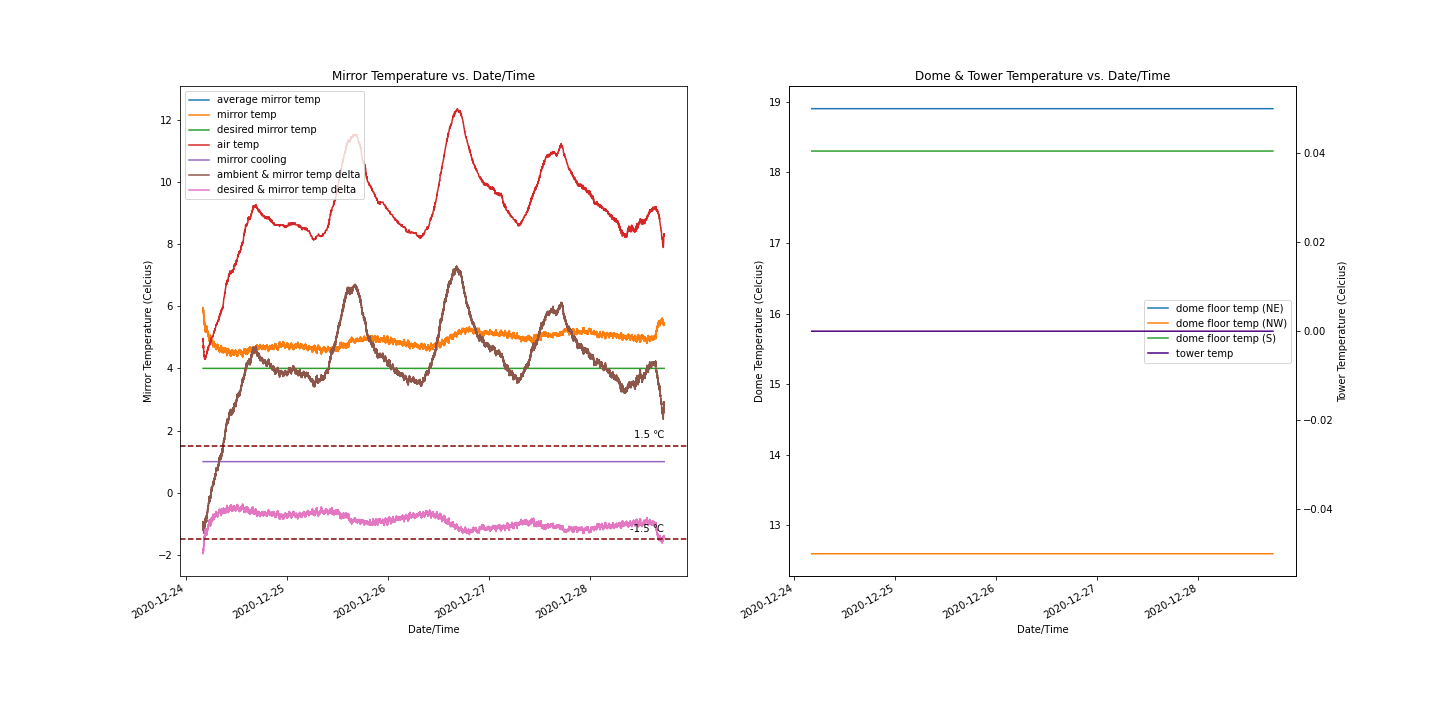 Mirror Temperature vs. Date/Time
average mirror temp
mirror temp
desired mirror temp
air temp
mirror cooling
ambient & mirror temp delta
desired & mirror temp delta
12
10
8
6
4
2
0
−2
Mirror Temperature (Celcius)
1.5 °C
-1.5 °C
2020-12-24
2020-12-25
2020-12-26
2020-12-27
2020-12-28
Date/Time
Dome & Tower Temperature vs. Date/Time
19
18
17
16
15
14
13
Dome Temperature (Celcius)
dome floor temp (NE)
dome floor temp (NW)
dome floor temp (S)
tower temp
0.04
0.02
0.00
−0.02
−0.04
Tower Temperature (Celcius)
2020-12-24
2020-12-25
2020-12-26
2020-12-27
2020-12-28
Date/Time